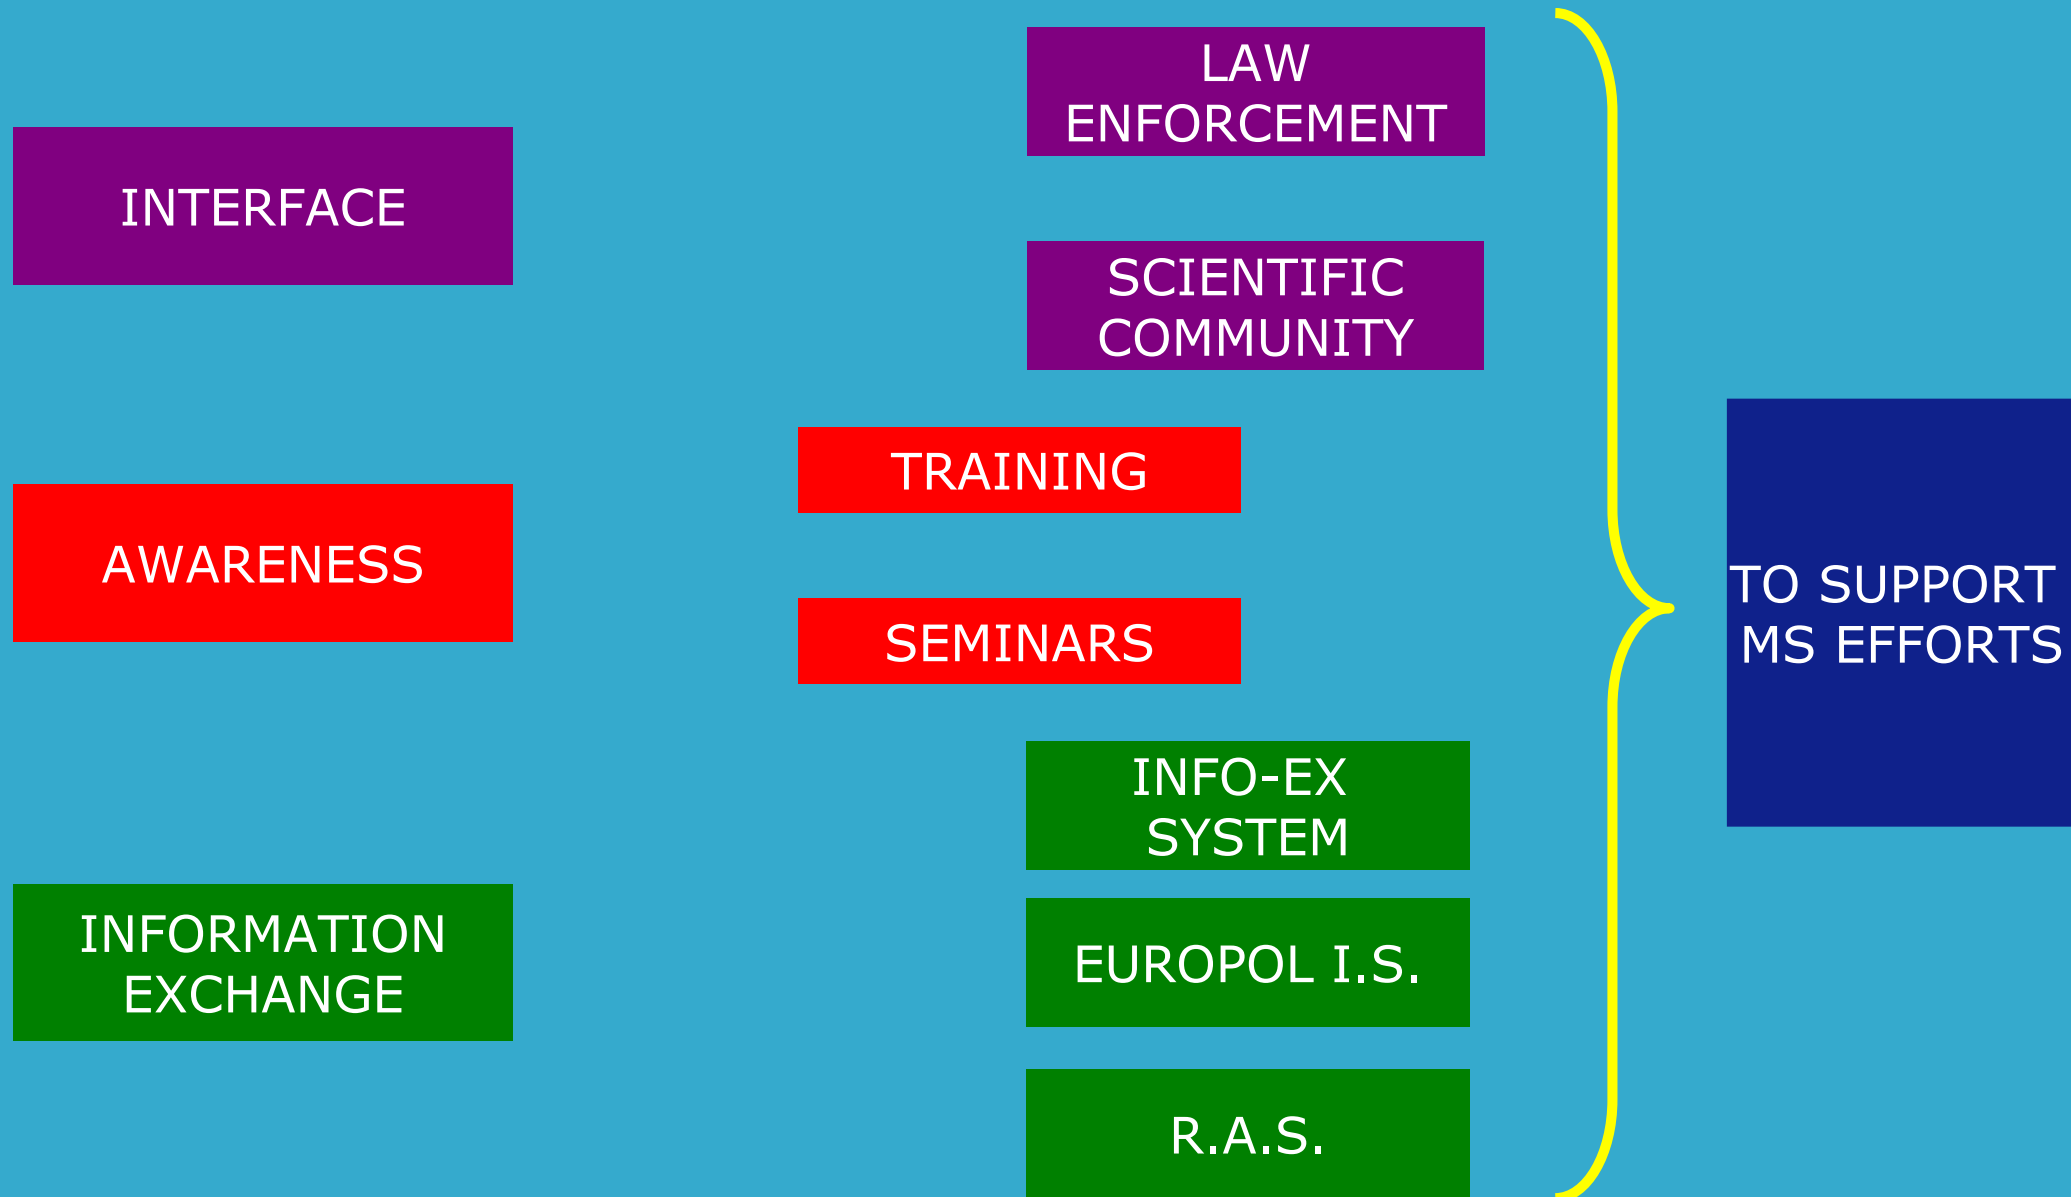 INTERFACE
LAW
ENFORCEMENT
SCIENTIFIC
COMMUNITY
AWARENESS
TRAINING
SEMINARS
INFORMATION
EXCHANGE
INFO-EX
SYSTEM
EUROPOL I.S.
R.A.S.
TO SUPPORT
MS EFFORTS